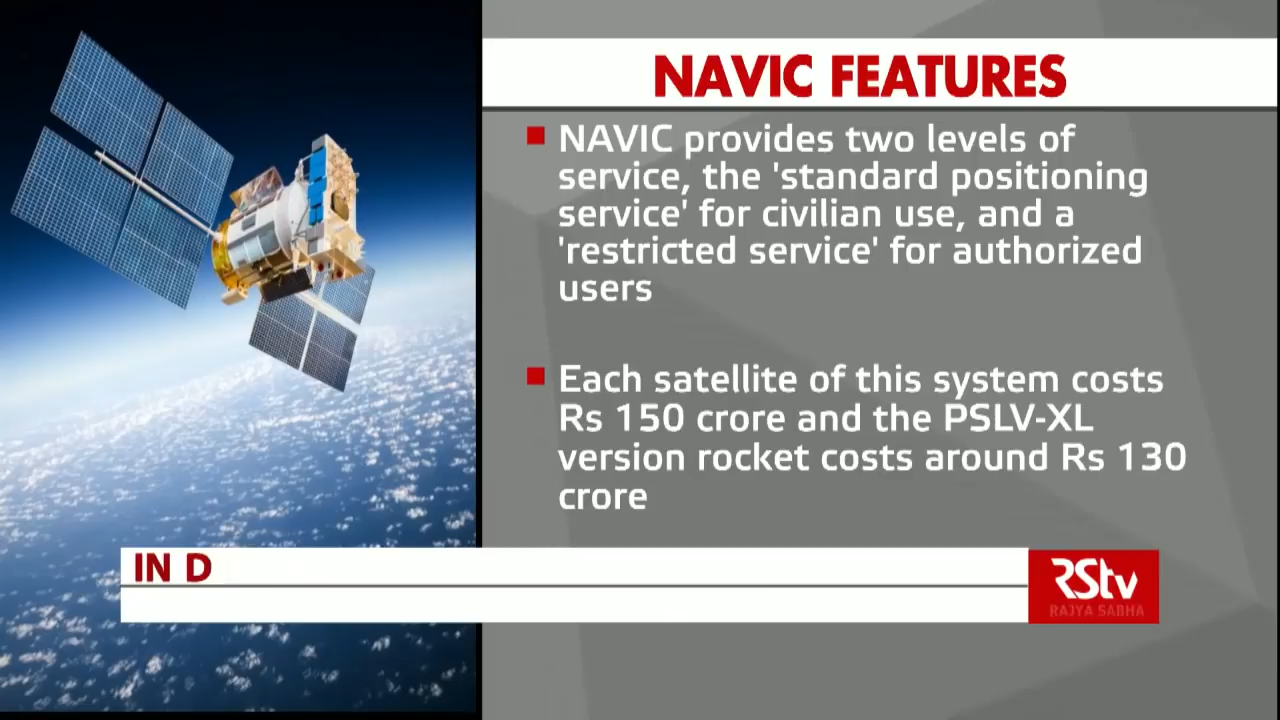 NAVIC FEATURES
NAVIC provides two levels of
service, the 'standard positioning
service' for civilian use, and a
'restricted service' for authorized
users
Each satellite of this system costs
Rs 150 crore and the PSLV-XL
version rocket costs around Rs 130
crore
IN D
RStv
RAJYA SABHA